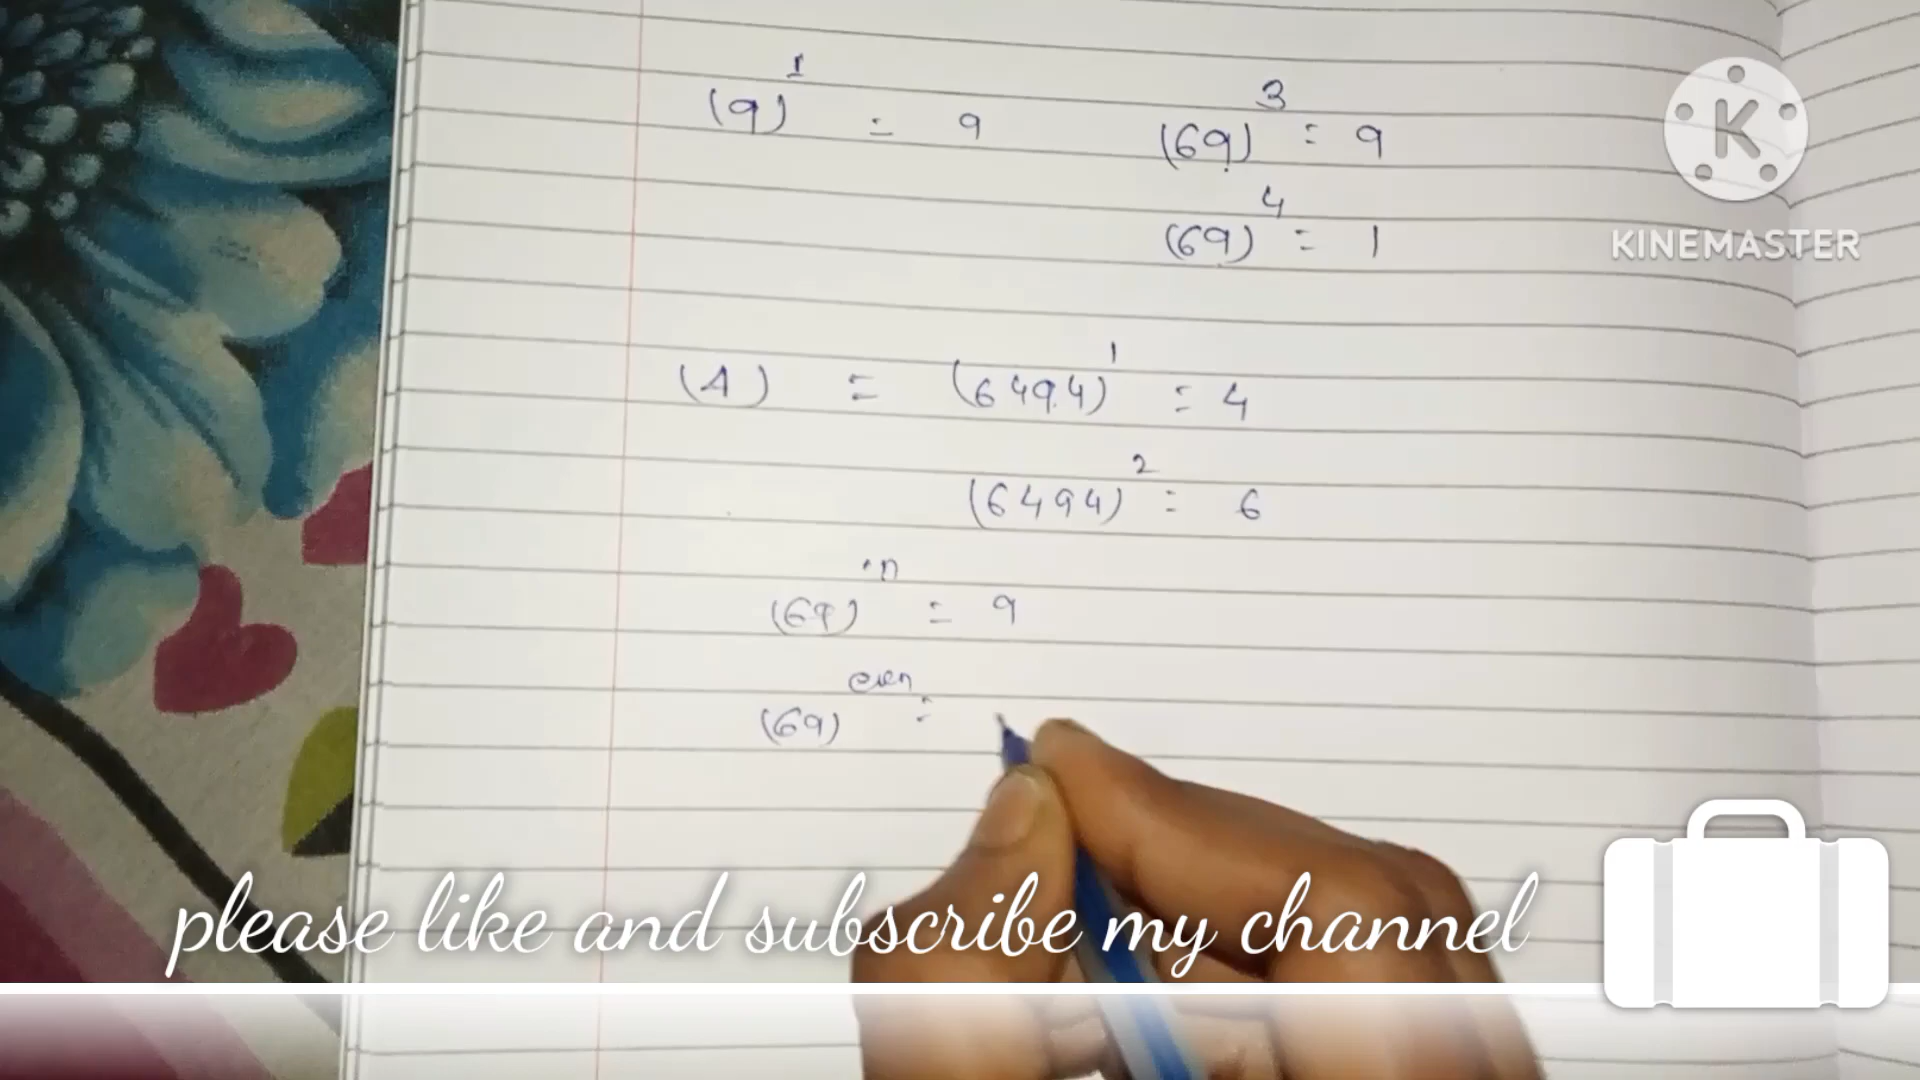 (9)¹ = 9
(69)³ = 9
(69)⁴ = 1
KINEMASTER
(4) = (6494)¹ = 4
(6494)² = 6
(69)ⁿ = 9
(69)ᵉᵛᵉⁿ =
please like and subscribe my channel